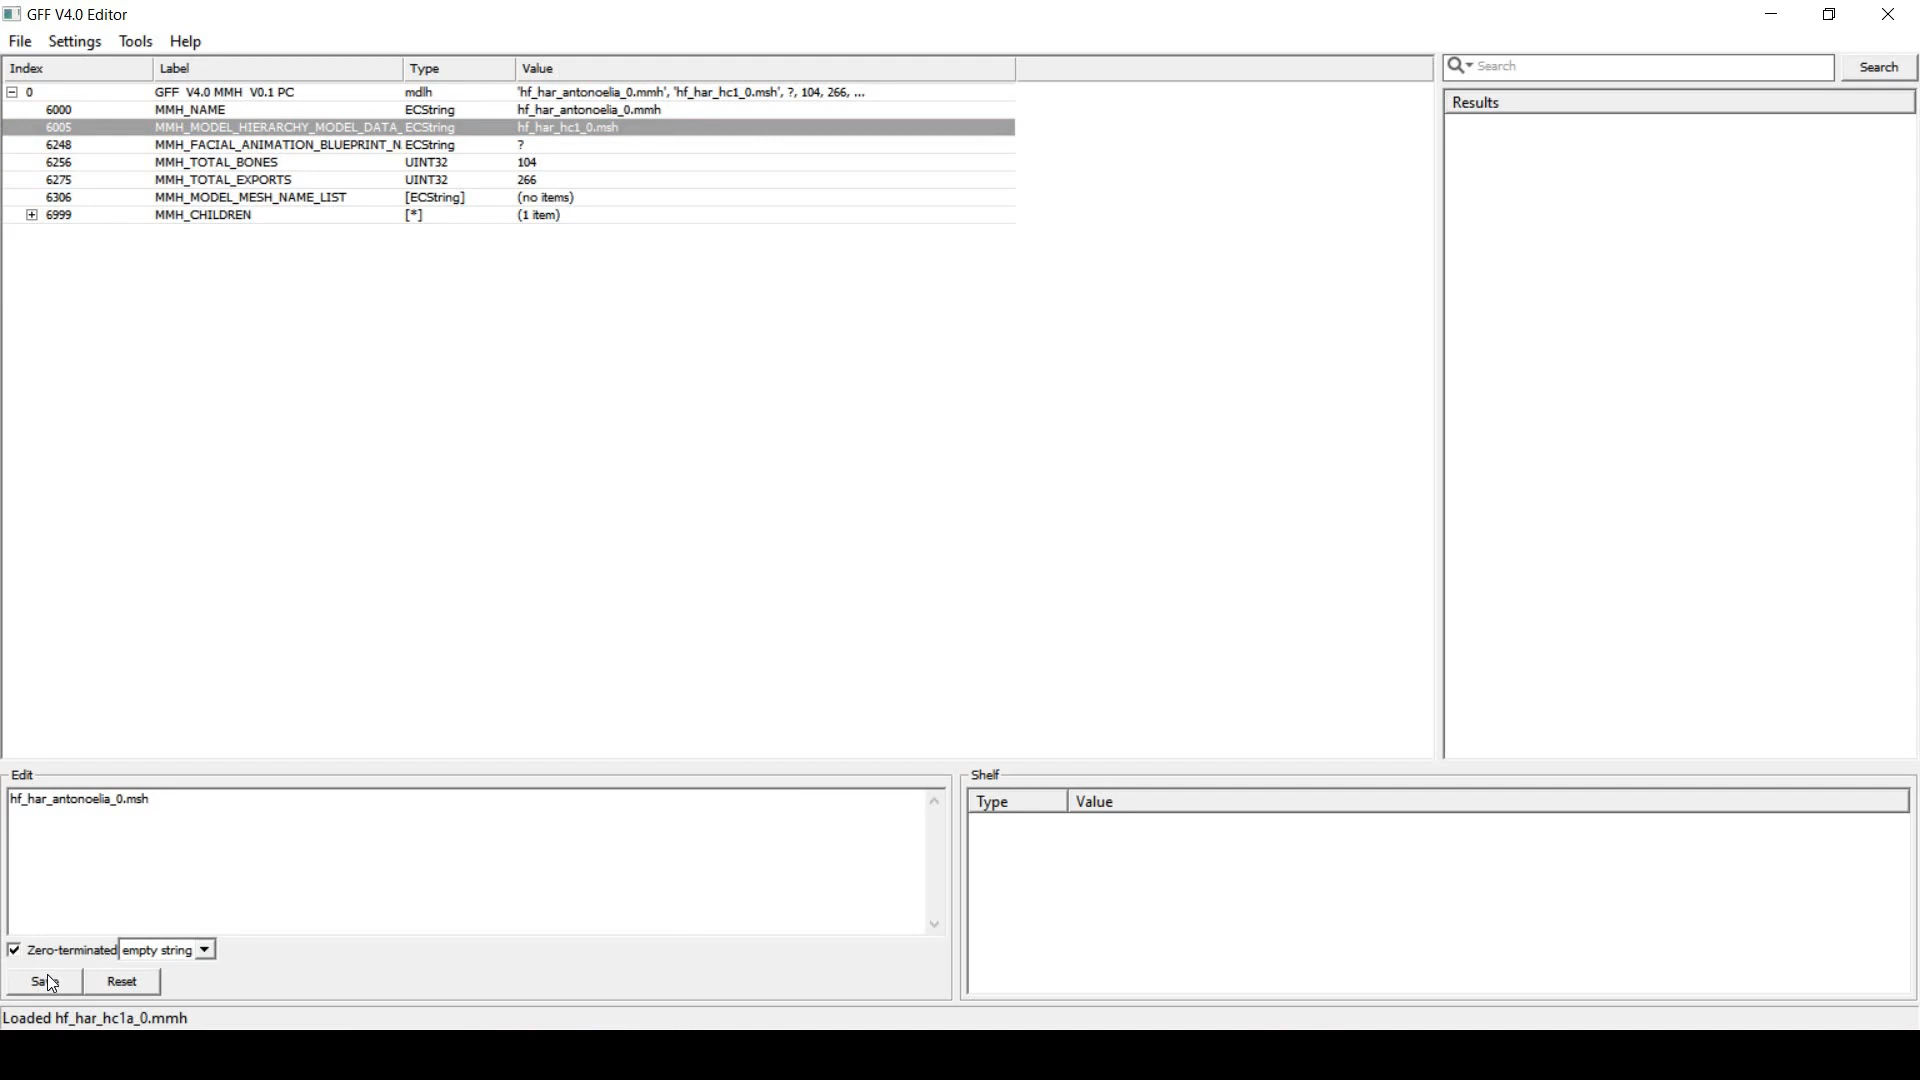 GFF V4.0 Editor
File Settings Tools Help
Index Label Type Value
0 GFF V4.0 MMH V0.1 PC mdlh 'hf_har_antonoelia_0.mmh', 'hf_har_hc1_0.msh', ?, 104, 266, ...
6000 MMH_NAME ECString hf_har_antonoelia_0.mmh
6005 MMH_MODEL_HIERARCHY_MODEL_DATA_ ECString hf_har_hc1_0.msh
6248 MMH_FACIAL_ANIMATION_BLUEPRINT_N ECString ?
6256 MMH_TOTAL_BONES UINT32 104
6275 MMH_TOTAL_EXPORTS UINT32 266
6306 MMH_MODEL_MESH_NAME_LIST [ECString] (no items)
6999 MMH_CHILDREN [*] (1 item)
Search Search
Results
Edit
hf_har_antonoelia_0.msh
Zero-terminated empty string
Save Reset
Shelf
Type Value
Loaded hf_har_hc1a_0.mmh